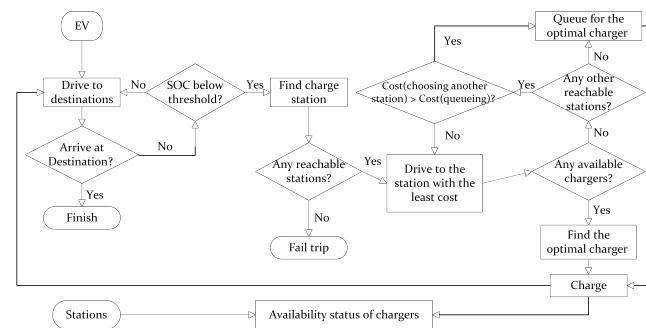 EV
Drive to
destinations
No
SOC below
threshold?
Yes
Find charge
station
Arrive at
Destination?
No
Yes
Finish
Any reachable
stations?
Yes
No
Fail trip
Drive to the
station with the
least cost
Cost(choosing another
station) > Cost(queueing)?
Yes
No
Queue for the
optimal charger
No
Any other
reachable
stations?
Yes
No
Any available
chargers?
Yes
Find the
optimal charger
Charge
Stations
Availability status of chargers